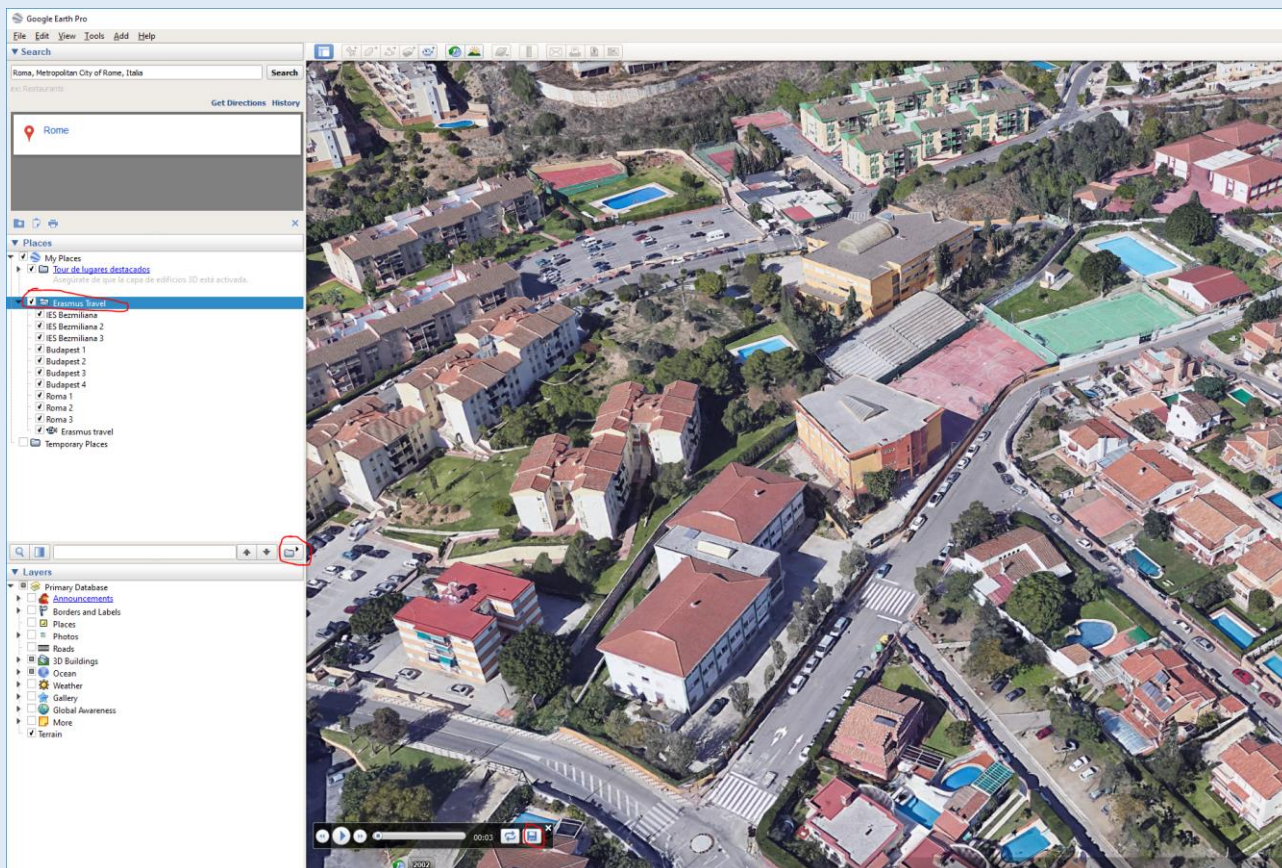 Google Earth Pro
File Edit View Tools Add Help
Search
Roma, Metropolitan City of Rome, Italia
Search
ex: Restaurants
Get Directions History
Rome
Places
My Places
Tour de lugares destacados
Asegúrate de que la capa de edificios 3D está activada.
Erasmus Travel
IES Bezmiliana
IES Bezmiliana 2
IES Bezmiliana 3
Budapest 1
Budapest 2
Budapest 3
Budapest 4
Roma 1
Roma 2
Roma 3
Erasmus travel
Temporary Places
Layers
Primary Database
Announcements
Borders and Labels
Places
Photos
Roads
3D Buildings
Ocean
Weather
Gallery
Global Awareness
More
Terrain
00:03
2002